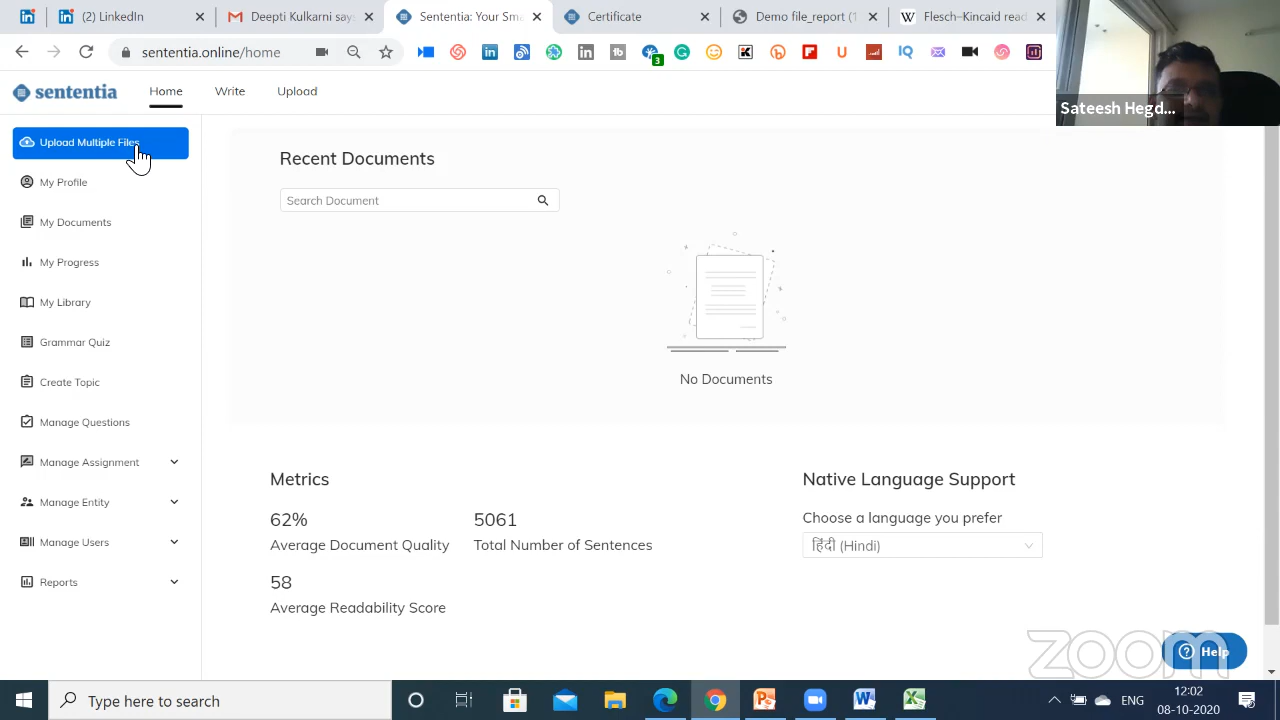 (2) LinkedIn
Deepti Kulkarni say
Sententia: Your Sma
Certificate
Demo file_report (1
Flesch–Kincaid read
sententia.online/home
3
sententia
Home
Write
Upload
Sateesh Hegd...
Upload Multiple Files
My Profile
My Documents
My Progress
My Library
Grammar Quiz
Create Topic
Manage Questions
Manage Assignment
Manage Entity
Manage Users
Reports
Recent Documents
Search Document
No Documents
Metrics
62%
Average Document Quality
5061
Total Number of Sentences
58
Average Readability Score
Native Language Support
Choose a language you prefer
हिंदी (Hindi)
zoom
Help
Type here to search
ENG
12:02
08-10-2020